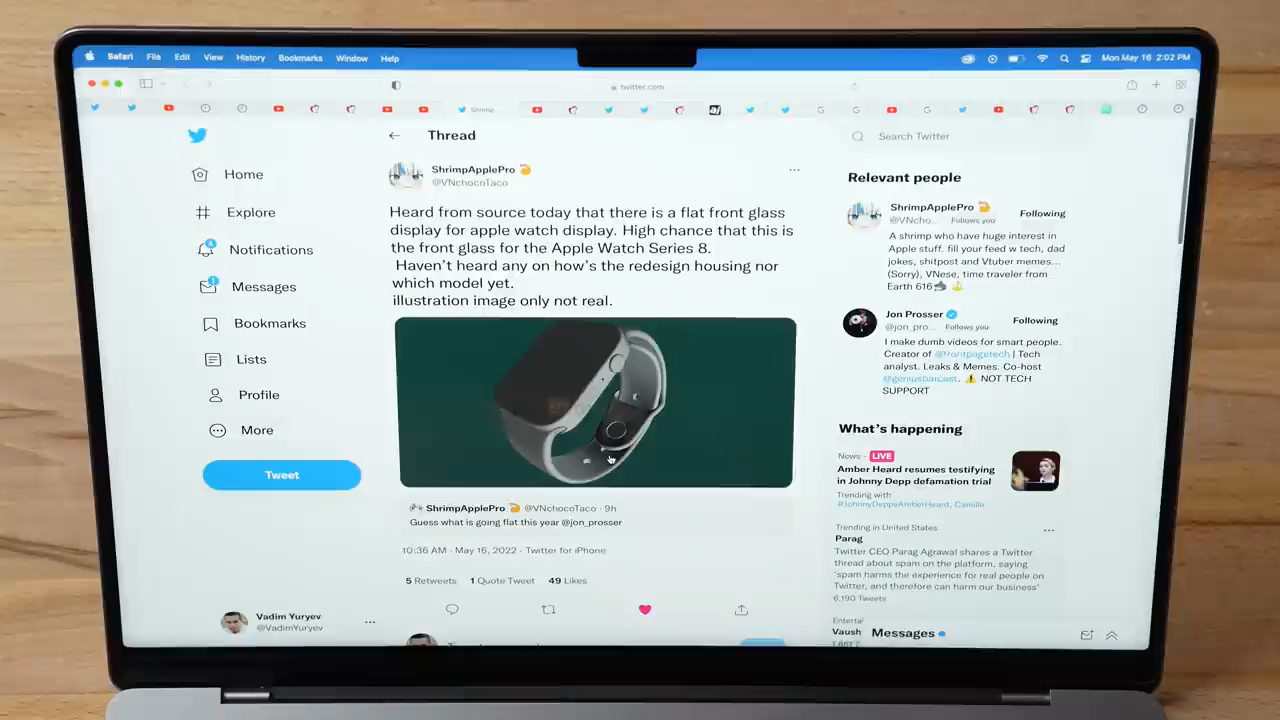 Safari File Edit View History Bookmarks Window Help
Mon May 16 2:02 PM
twitter.com
Shrimp...
Home
Explore
Notifications
4
Messages
1
Bookmarks
Lists
Profile
More
Tweet
Vadim Yuryev
@VadimYuryev
Thread
ShrimpApplePro
@VNchocoTaco
Heard from source today that there is a flat front glass
display for apple watch display. High chance that this is
the front glass for the Apple Watch Series 8.
Haven't heard any on how's the redesign housing nor
which model yet.
illustration image only not real.
ShrimpApplePro @VNchocoTaco · 9h
Guess what is going flat this year @jon_prosser
10:36 AM · May 16, 2022 · Twitter for iPhone
5 Retweets 1 Quote Tweet 49 Likes
Search Twitter
Relevant people
ShrimpApplePro
@VNcho... Follows you
Following
A shrimp who have huge interest in
Apple stuff. fill your feed w tech, dad
jokes, shitpost and Vtuber memes...
(Sorry), VNese, time traveler from
Earth 616
Jon Prosser
@jon_pro... Follows you
Following
I make dumb videos for smart people.
Creator of @frontpagetech | Tech
analyst. Leaks & Memes. Co-host
@geniusbarcast. ⚠️ NOT TECH
SUPPORT
What's happening
News · LIVE
Amber Heard resumes testifying
in Johnny Depp defamation trial
Trending with
#JohnnyDeppvAmberHeard, Camille
Trending in United States
Parag
Twitter CEO Parag Agrawal shares a Twitter
thread about spam on the platform, saying
'spam harms the experience for real people on
Twitter, and therefore can harm our business'
6,190 Tweets
Enterta
Vaush
Messages